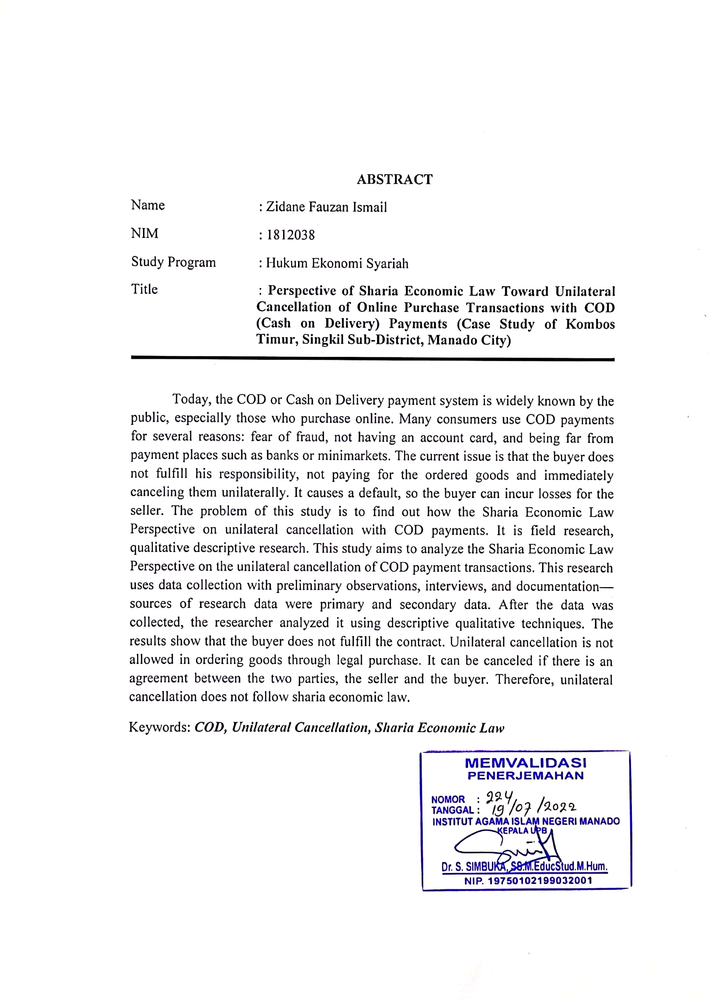 ABSTRACT
Name : Zidane Fauzan Ismail
NIM : 1812038
Study Program : Hukum Ekonomi Syariah
Title : Perspective of Sharia Economic Law Toward Unilateral
Cancellation of Online Purchase Transactions with COD
(Cash on Delivery) Payments (Case Study of Kombos
Timur, Singkil Sub-District, Manado City)
Today, the COD or Cash on Delivery payment system is widely known by the
public, especially those who purchase online. Many consumers use COD payments
for several reasons: fear of fraud, not having an account card, and being far from
payment places such as banks or minimarkets. The current issue is that the buyer does
not fulfill his responsibility, not paying for the ordered goods and immediately
canceling them unilaterally. It causes a default, so the buyer can incur losses for the
seller. The problem of this study is to find out how the Sharia Economic Law
Perspective on unilateral cancellation with COD payments. It is field research,
qualitative descriptive research. This study aims to analyze the Sharia Economic Law
Perspective on the unilateral cancellation of COD payment transactions. This research
uses data collection with preliminary observations, interviews, and documentation—
sources of research data were primary and secondary data. After the data was
collected, the researcher analyzed it using descriptive qualitative techniques. The
results show that the buyer does not fulfill the contract. Unilateral cancellation is not
allowed in ordering goods through legal purchase. It can be canceled if there is an
agreement between the two parties, the seller and the buyer. Therefore, unilateral
cancellation does not follow sharia economic law.
Keywords: COD, Unilateral Cancellation, Sharia Economic Law
MEMVALIDASI
PENERJEMAHAN
NOMOR : 224
TANGGAL : 19/07/2022
INSTITUT AGAMA ISLAM NEGERI MANADO
KEPALA UPB
Dr. S. SIMBUKA, SS.M.EducStud.M.Hum.
NIP. 19750102199032001